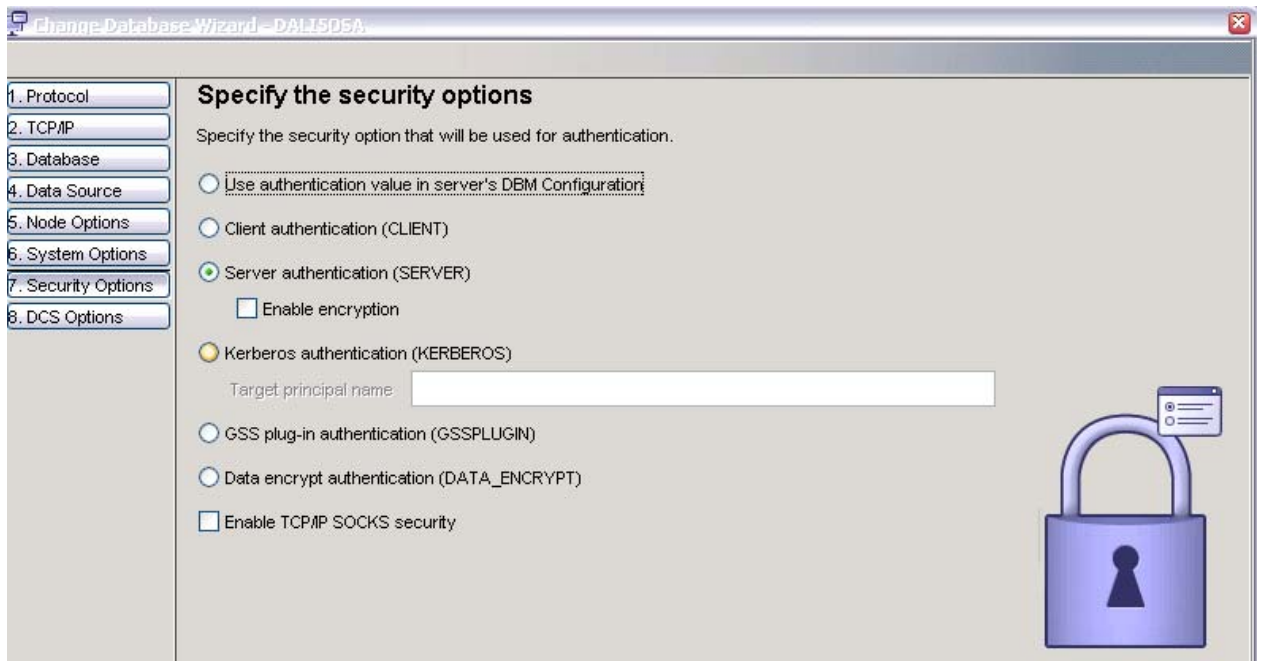 Change Database Wizard - DALI505A
1. Protocol
2. TCP/IP
3. Database
4. Data Source
5. Node Options
6. System Options
7. Security Options
8. DCS Options
Specify the security options
Specify the security option that will be used for authentication.
Use authentication value in server's DBM Configuration
Client authentication (CLIENT)
Server authentication (SERVER)
Enable encryption
Kerberos authentication (KERBEROS)
Target principal name
GSS plug-in authentication (GSSPLUGIN)
Data encrypt authentication (DATA_ENCRYPT)
Enable TCP/IP SOCKS security